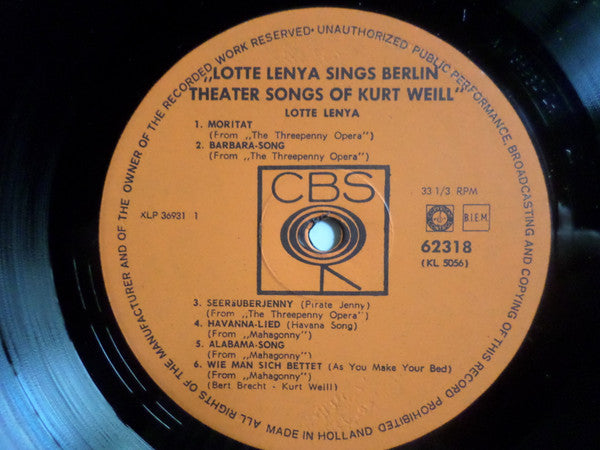 ALL RIGHTS OF THE MANUFACTURER AND OF THE OWNER OF THE RECORDED WORK RESERVED · UNAUTHORIZED PUBLIC PERFORMANCE, BROADCASTING AND COPYING OF THIS RECORD PROHIBITED
„LOTTE LENYA SINGS BERLIN
THEATER SONGS OF KURT WEILL"
LOTTE LENYA
1. MORITAT
(From „The Threepenny Opera")
2. BARBARA-SONG
(From „The Threepenny Opera")
CBS
XLP 36931 1
33 1/3 RPM
B.I.E.M.
62318
(KL 5056)
3. SEERäUBERJENNY (Pirate Jenny)
(From „The Threepenny Opera")
4. HAVANNA-LIED (Havana Song)
(From „Mahagonny")
5. ALABAMA-SONG
(From „Mahagonny")
6. WIE MAN SICH BETTET (As You Make Your Bed)
(From „Mahagonny")
(Bert Brecht - Kurt Weill)
MADE IN HOLLAND